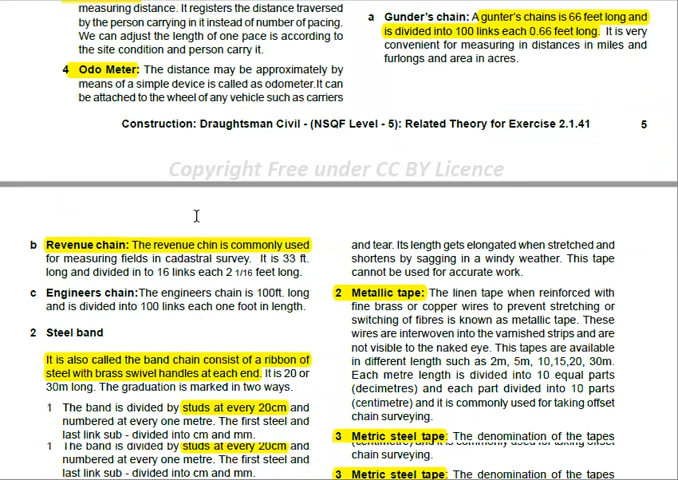 measuring distance. It registers the distance traversed
by the person carrying in it instead of number of pacing.
We can adjust the length of one pace is according to
the site condition and person carry it.
4 Odo Meter: The distance may be approximately by
means of a simple device is called as odometer.It can
be attached to the wheel of any vehicle such as carriers
a Gunder's chain: A gunter's chains is 66 feet long and
is divided into 100 links each 0.66 feet long. It is very
convenient for measuring in distances in miles and
furlongs and area in acres.
Construction: Draughtsman Civil - (NSQF Level - 5): Related Theory for Exercise 2.1.41 5
Copyright Free under CC BY Licence
b Revenue chain: The revenue chin is commonly used
for measuring fields in cadastral survey. It is 33 ft.
long and divided in to 16 links each 2 1/16 feet long.
c Engineers chain:The engineers chain is 100ft. long
and is divided into 100 links each one foot in length.
2 Steel band
It is also called the band chain consist of a ribbon of
steel with brass swivel handles at each end. It is 20 or
30m long. The graduation is marked in two ways.
1 The band is divided by studs at every 20cm and
numbered at every one metre. The first steel and
last link sub - divided into cm and mm.
1 The band is divided by studs at every 20cm and
numbered at every one metre. The first steel and
last link sub - divided into cm and mm.
and tear. Its length gets elongated when stretched and
shortens by sagging in a windy weather. This tape
cannot be used for accurate work.
2 Metallic tape: The linen tape when reinforced with
fine brass or copper wires to prevent stretching or
switching of fibres is known as metallic tape. These
wires are interwoven into the varnished strips and are
not visible to the naked eye. This tapes are available
in different length such as 2m, 5m, 10,15,20, 30m.
Each metre length is divided into 10 equal parts
(decimetres) and each part divided into 10 parts
(centimetre) and it is commonly used for taking offset
chain surveying.
3 Metric steel tape: The denomination of the tapes
(centimetre) and it is commonly used for taking offset
chain surveying.
3 Metric steel tape: The denomination of the tapes